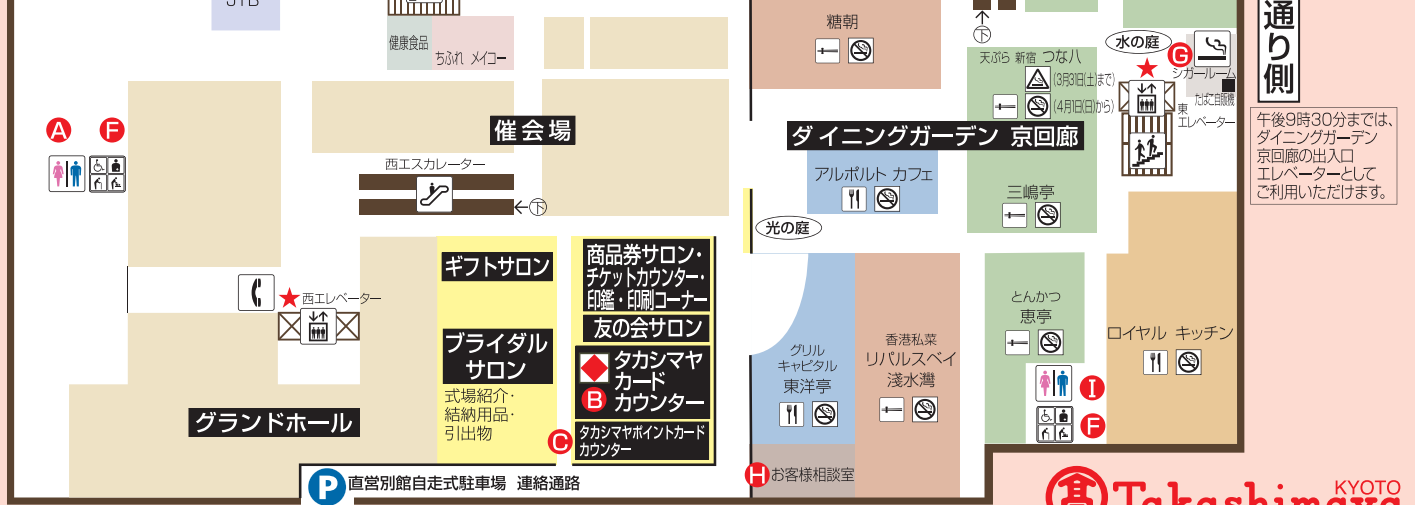 JTB
健康食品
ちふれ メイコー
糖朝
下
天ぷら 新宿 つな八
(3月31日(土)まで)
(4月1日(日)から)
水の庭
G
シガールーム
たばこ自販機
東
エレベーター
通り側
午後9時30分までは、
ダイニングガーデン
京回廊の出入口
エレベーターとして
ご利用いただけます。
A
F
催会場
西エスカレーター
←下
ダイニングガーデン 京回廊
アルポルト カフェ
三嶋亭
光の庭
西エレベーター
ギフトサロン
ブライダル
サロン
式場紹介・
結納用品・
引出物
商品券サロン・
チケットカウンター・
印鑑・印刷コーナー
友の会サロン
タカシマヤ
カード
カウンター
B
C
タカシマヤポイントカード
カウンター
グランドホール
P
直営別館自走式駐車場 連絡通路
グリル
キャピタル
東洋亭
香港私菜
リパルスベイ
淺水灣
H
お客様相談室
とんかつ
恵亭
I
F
ロイヤル キッチン
髙
Takashimaya
KYOTO